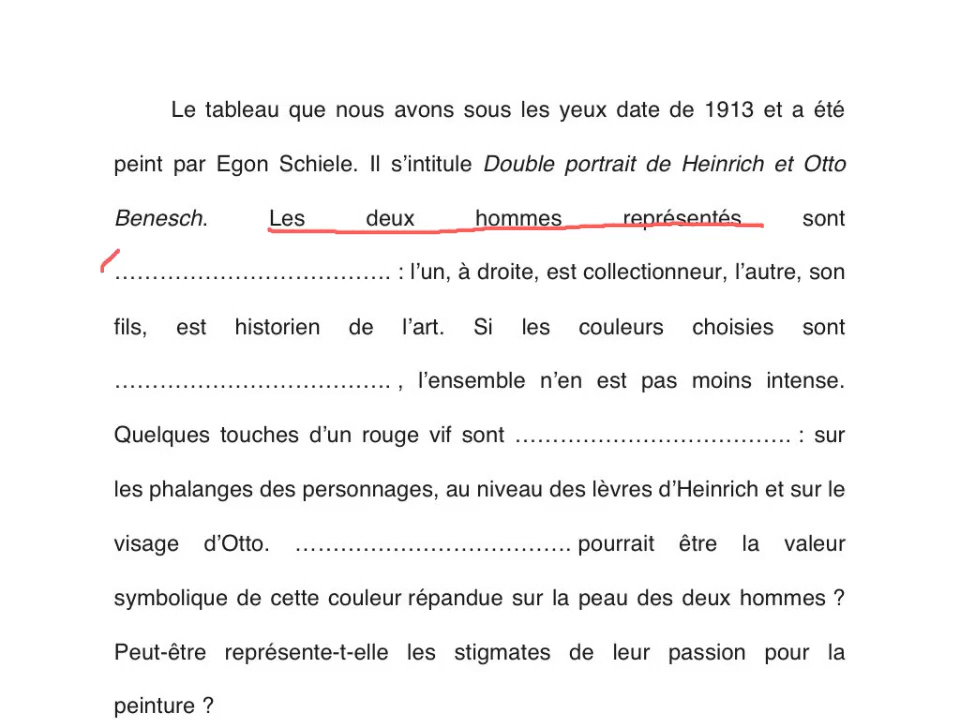 Le tableau que nous avons sous les yeux date de 1913 et a été
peint par Egon Schiele. Il s’intitule Double portrait de Heinrich et Otto
Benesch. Les deux hommes représentés sont
…………………………………. : l’un, à droite, est collectionneur, l’autre, son
fils, est historien de l’art. Si les couleurs choisies sont
…………………………………. , l’ensemble n’en est pas moins intense.
Quelques touches d’un rouge vif sont …………………………………. : sur
les phalanges des personnages, au niveau des lèvres d’Heinrich et sur le
visage d’Otto. …………………………………. pourrait être la valeur
symbolique de cette couleur répandue sur la peau des deux hommes ?
Peut-être représente-t-elle les stigmates de leur passion pour la
peinture ?